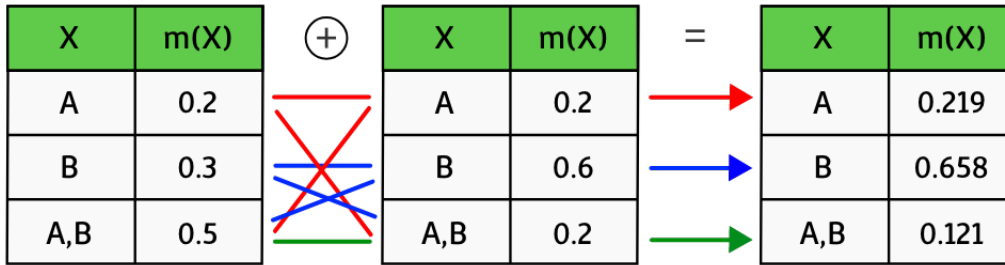 X m(X) ⊕ X m(X) = X m(X)
A 0.2 A 0.2 A 0.219
B 0.3 B 0.6 B 0.658
A,B 0.5 A,B 0.2 A,B 0.121